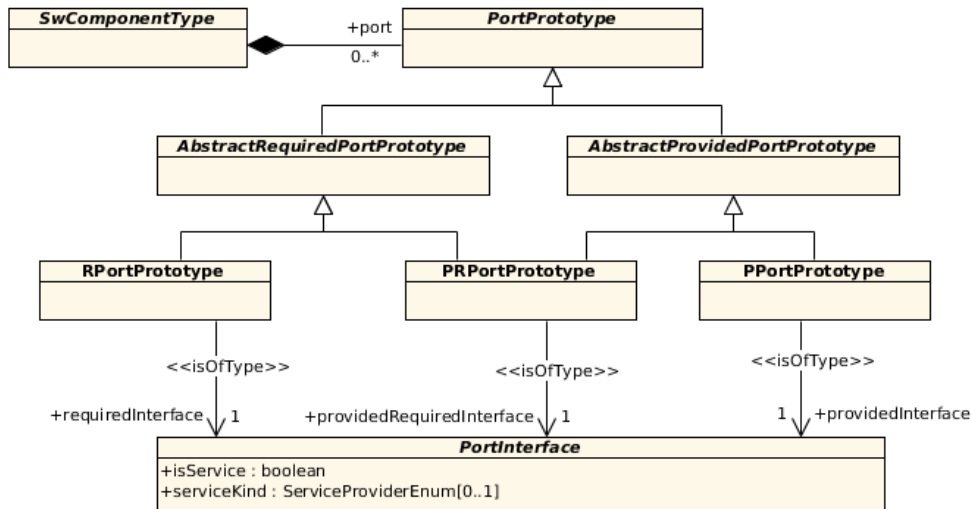 SwComponentType
PortPrototype
+port
0..*
AbstractRequiredPortPrototype
AbstractProvidedPortPrototype
RPortPrototype
PRPortPrototype
PPortPrototype
<<isOfType>>
<<isOfType>>
<<isOfType>>
+requiredInterface
1
+providedRequiredInterface
1
1
+providedInterface
PortInterface
+isService : boolean
+serviceKind : ServiceProviderEnum[0..1]